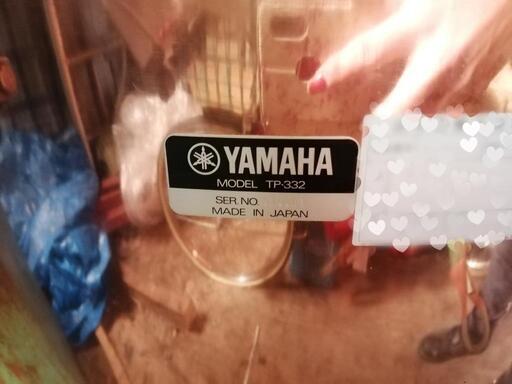 YAMAHA
MODEL TP-332
SER.NO.
MADE IN JAPAN